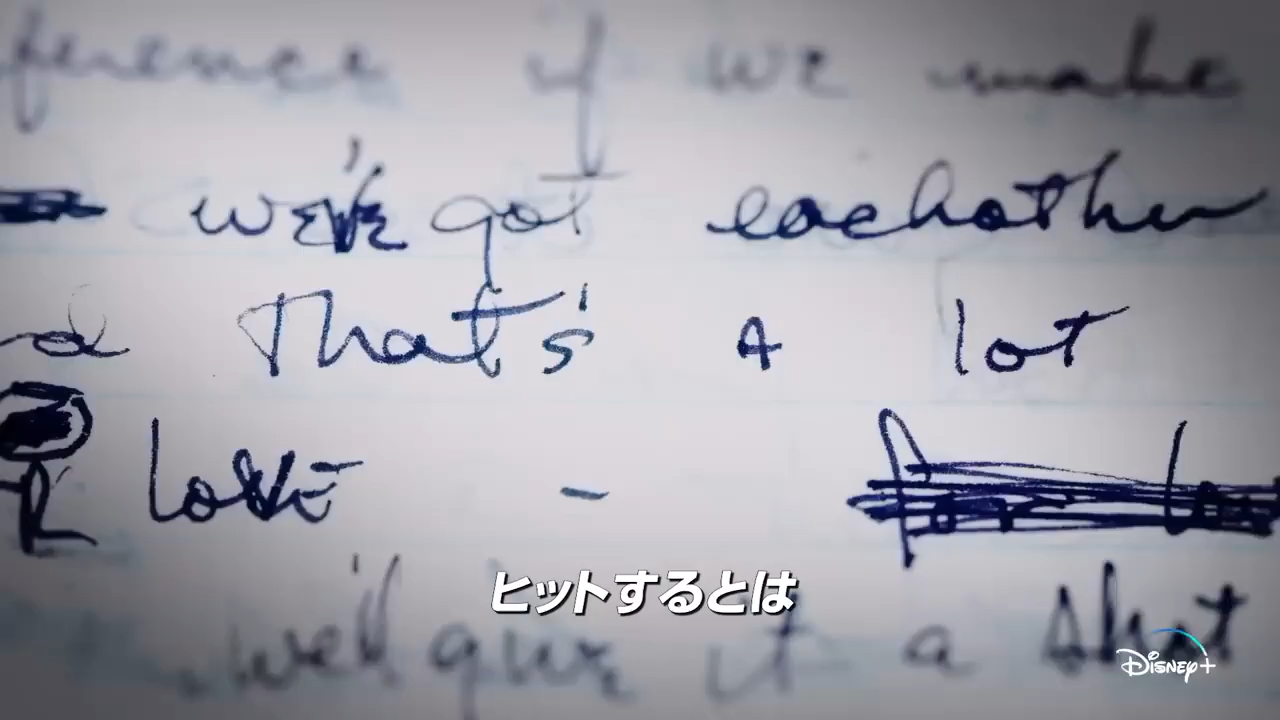 ference if we make
we've got eachother
d That's a lot
R love -
we'll give it a shot
ヒットするとは
Disney+